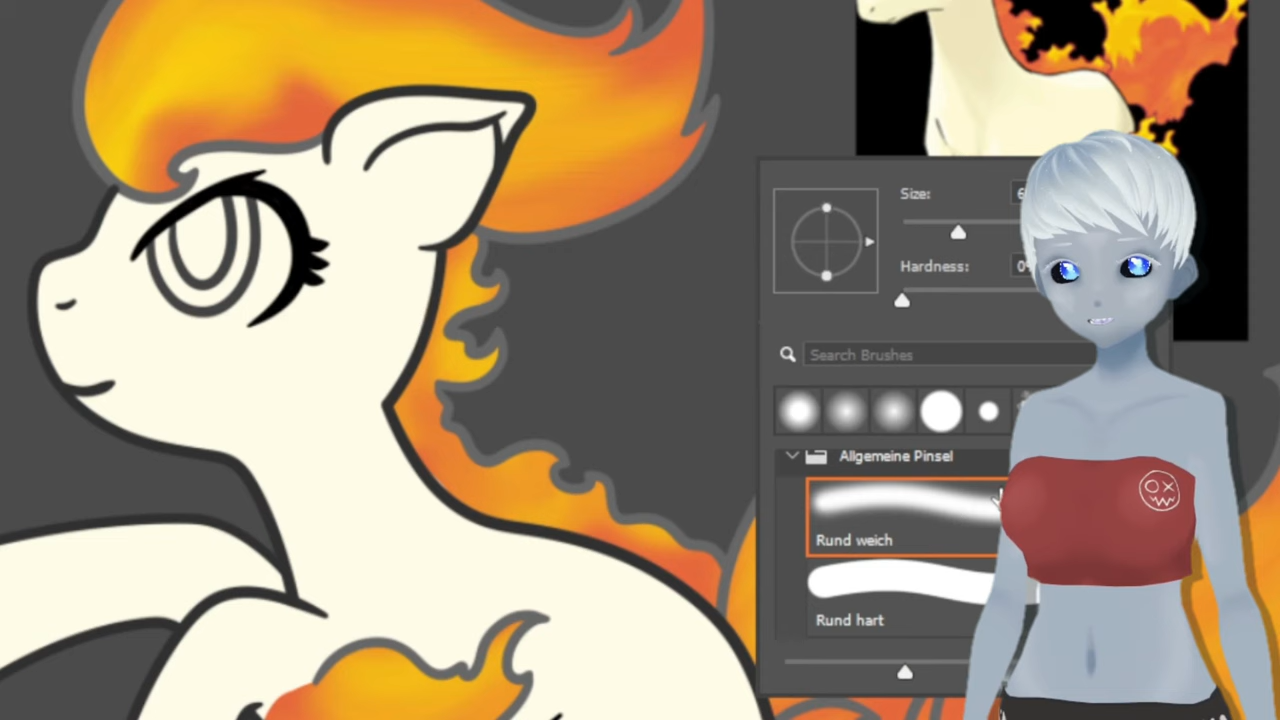 Size:
Hardness:
Search Brushes
Allgemeine Pinsel
Rund weich
Rund hart